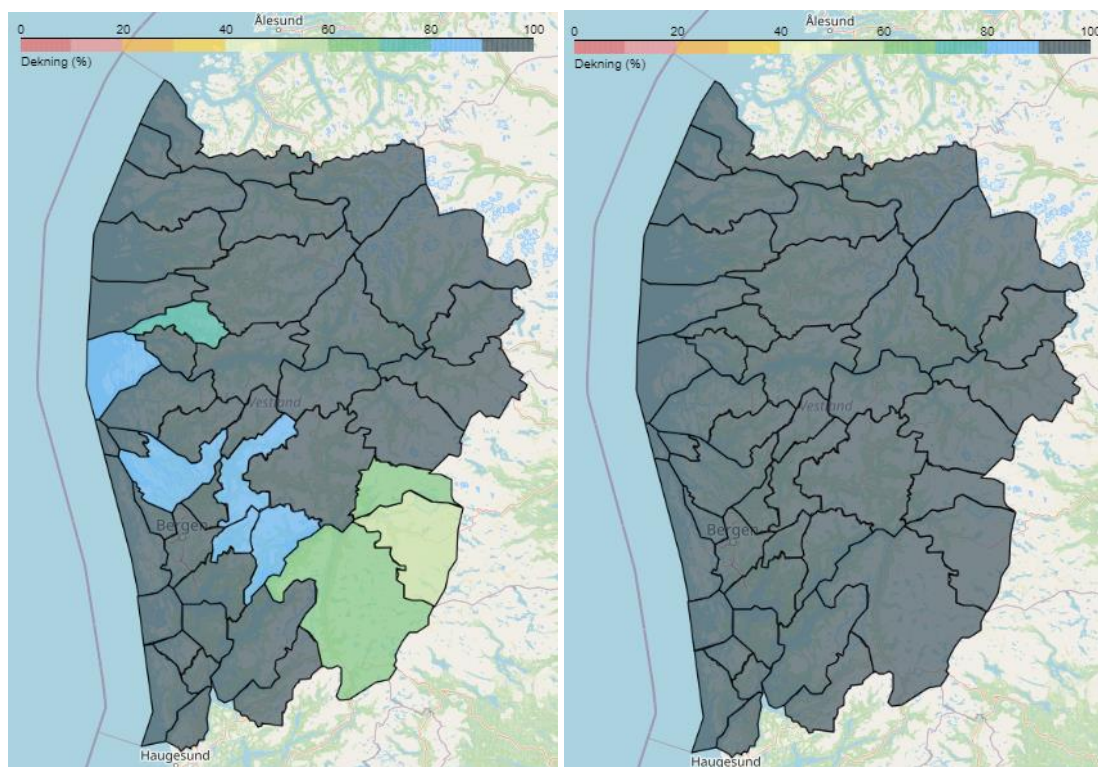 Ålesund
0 20 40 60 80 100
Dekning (%)
Vestland
Bergen
Haugesund
Ålesund
0 20 40 60 80 100
Dekning (%)
Vestland
Bergen
Haugesund